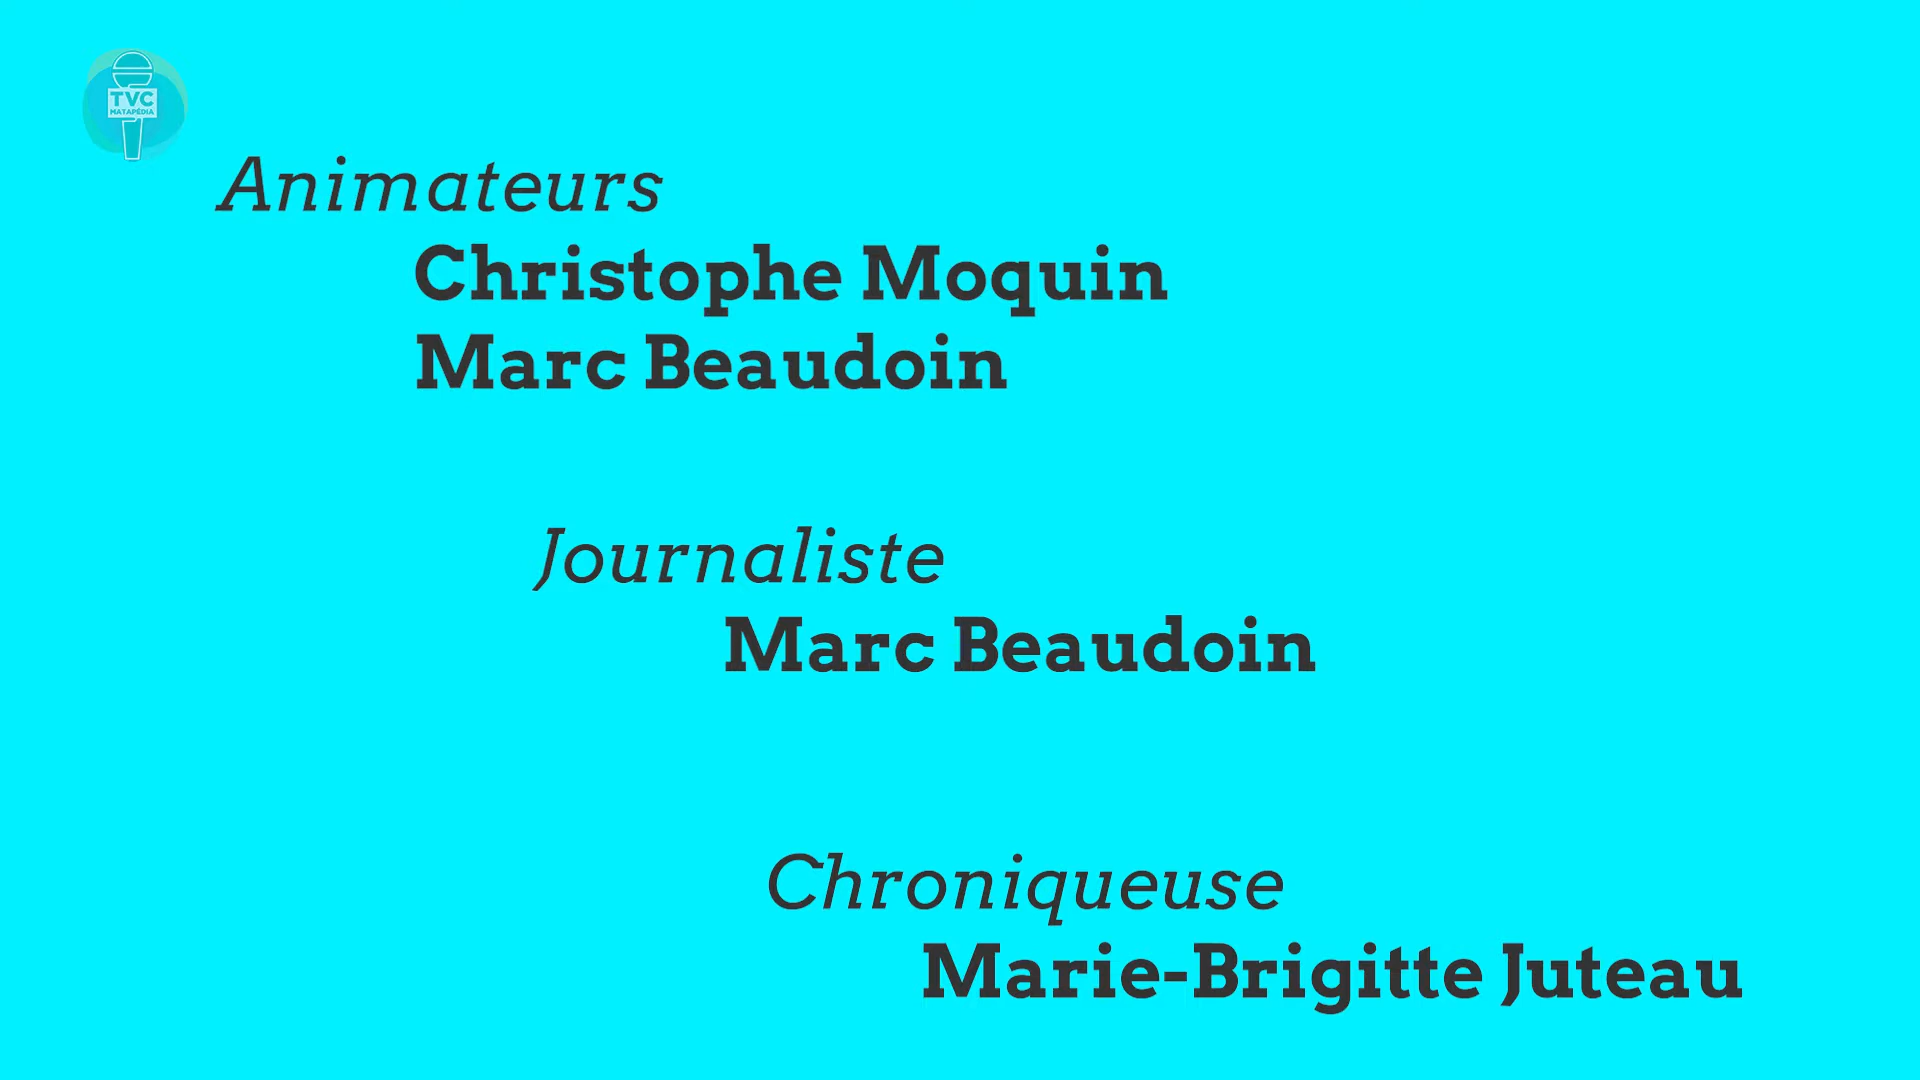 TVC
MATAPÉDIA
Animateurs
Christophe Moquin
Marc Beaudoin
Journaliste
Marc Beaudoin
Chroniqueuse
Marie-Brigitte Juteau